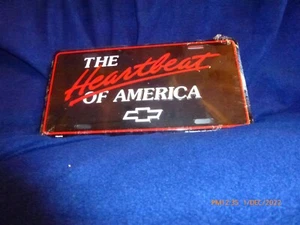 THE
Heartbeat
OF AMERICA